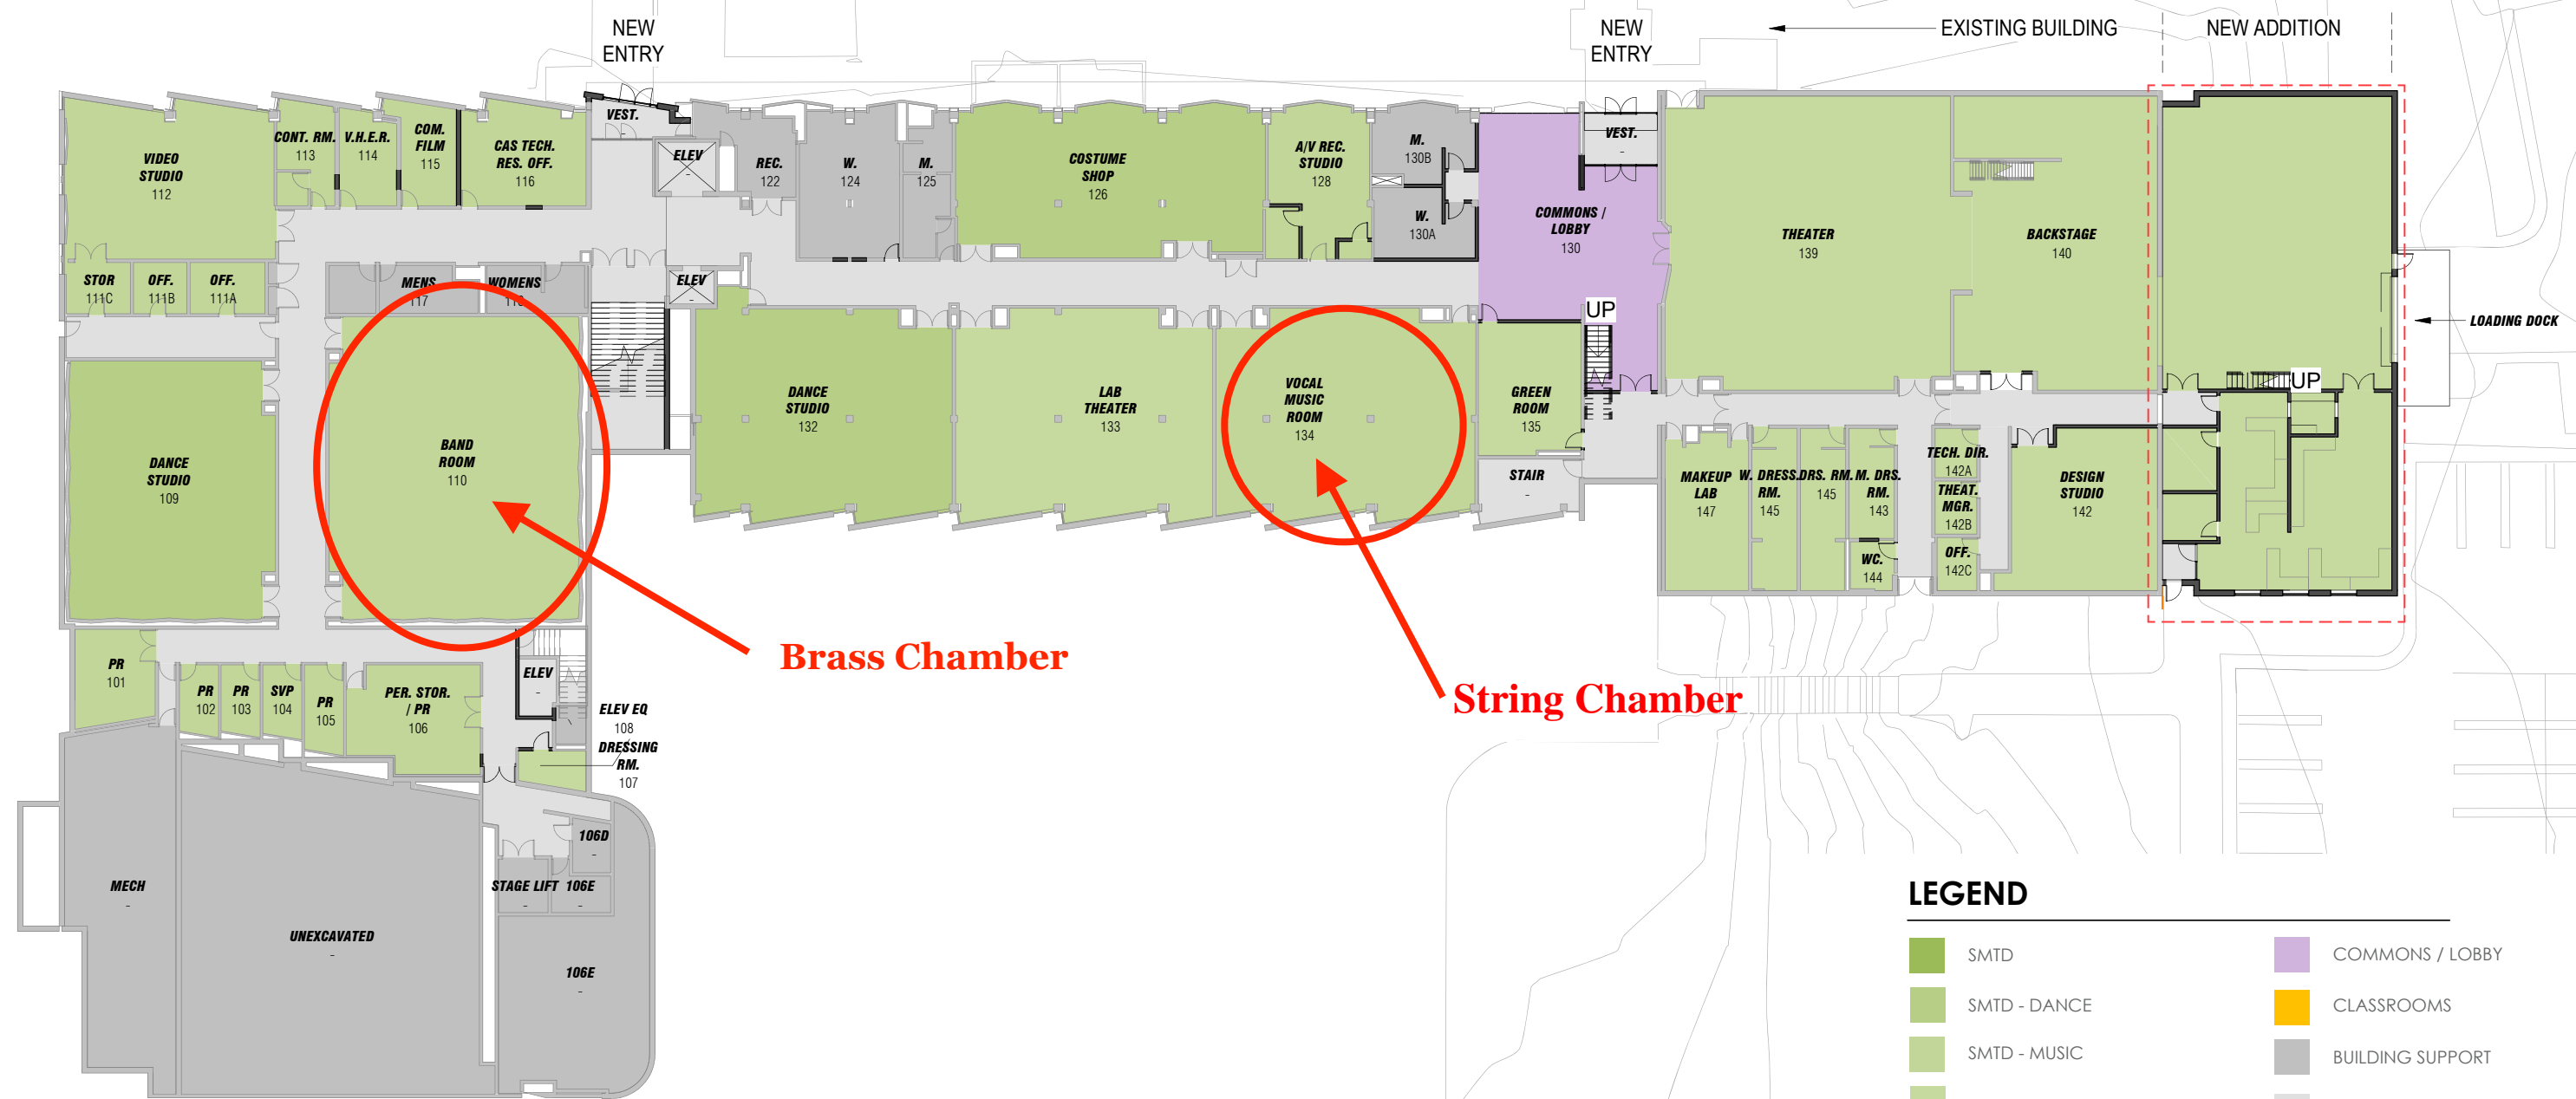 NEW
ENTRY
NEW
ENTRY
EXISTING BUILDING
NEW ADDITION
VIDEO
STUDIO
112
CONT. RM.
113
V.H.E.R.
114
COM.
FILM
115
CAS TECH.
RES. OFF.
116
VEST.
-
ELEV
-
REC.
122
W.
124
M.
125
COSTUME
SHOP
126
A/V REC.
STUDIO
128
M.
130B
W.
130A
COMMONS /
LOBBY
130
VEST.
-
THEATER
139
BACKSTAGE
140
STOR
111C
OFF.
111B
OFF.
111A
MENS
117
WOMENS
ELEV
-
UP
UP
LOADING DOCK
DANCE
STUDIO
109
BAND
ROOM
110
DANCE
STUDIO
132
LAB
THEATER
133
VOCAL
MUSIC
ROOM
134
GREEN
ROOM
135
STAIR
-
MAKEUP
LAB
147
W. DRESS.
RM.
145
DRS. RM.
145
M. DRS.
RM.
143
WC.
144
TECH. DIR.
142A
THEAT.
MGR.
142B
OFF.
142C
DESIGN
STUDIO
142
Brass Chamber
String Chamber
PR
101
PR
102
PR
103
SVP
104
PR
105
PER. STOR.
/ PR
106
ELEV
-
ELEV EQ
108
DRESSING
RM.
107
106D
-
STAGE LIFT
-
106E
-
MECH
-
UNEXCAVATED
-
106E
-
LEGEND
SMTD
COMMONS / LOBBY
SMTD - DANCE
CLASSROOMS
SMTD - MUSIC
BUILDING SUPPORT